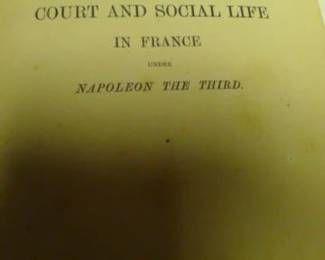 COURT AND SOCIAL LIFE
IN FRANCE
UNDER
NAPOLEON THE THIRD.